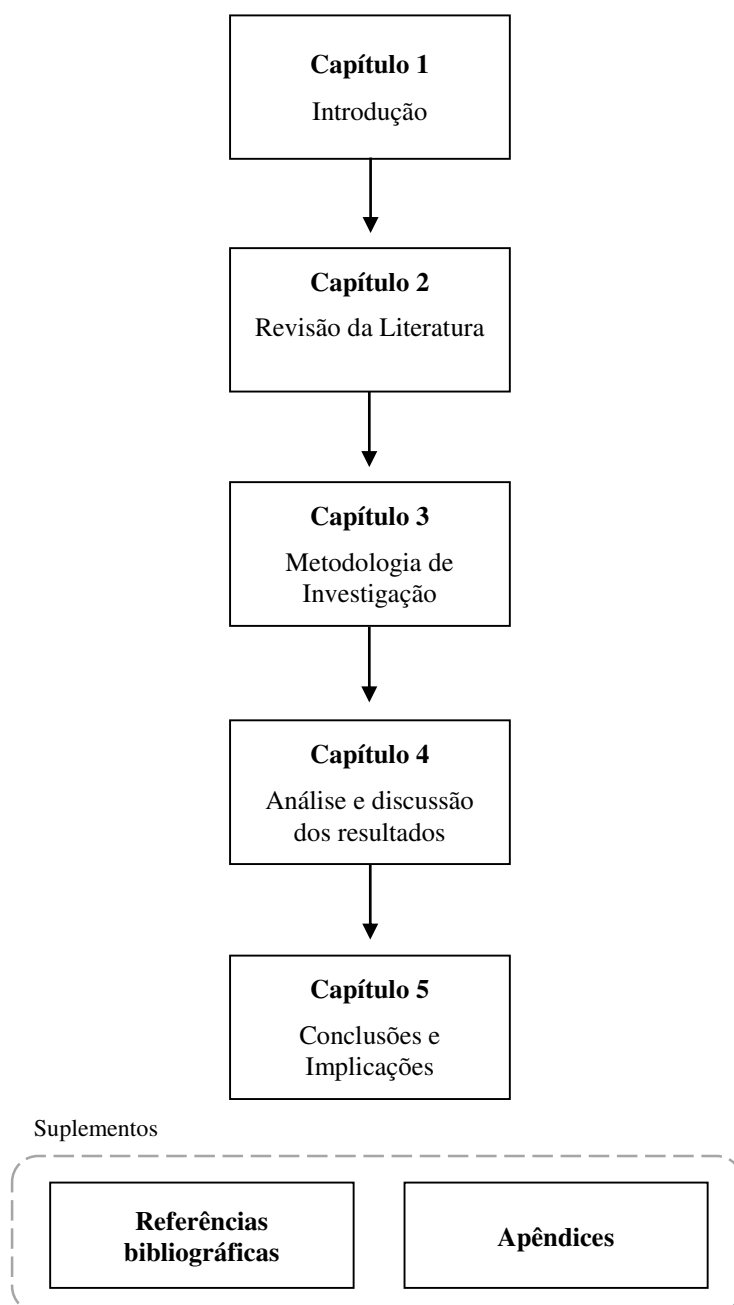 Capítulo 1
Introdução
Capítulo 2
Revisão da Literatura
Capítulo 3
Metodologia de
Investigação
Capítulo 4
Análise e discussão
dos resultados
Capítulo 5
Conclusões e
Implicações
Suplementos
Referências
bibliográficas
Apêndices